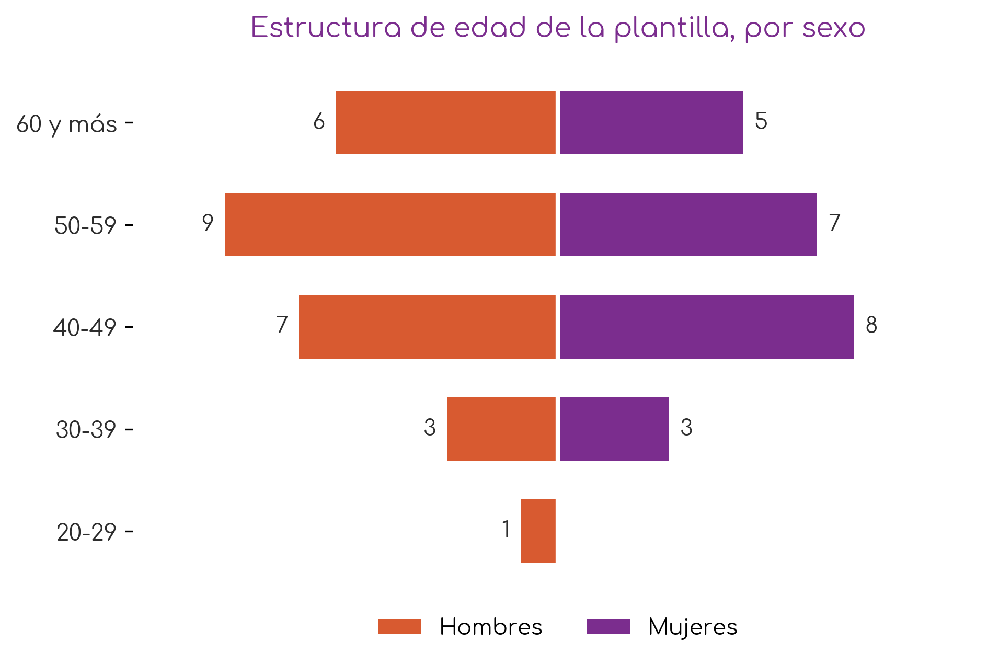 Estructura de edad de la plantilla, por sexo
60 y más 6 5
50-59 9 7
40-49 7 8
30-39 3 3
20-29 1
Hombres Mujeres